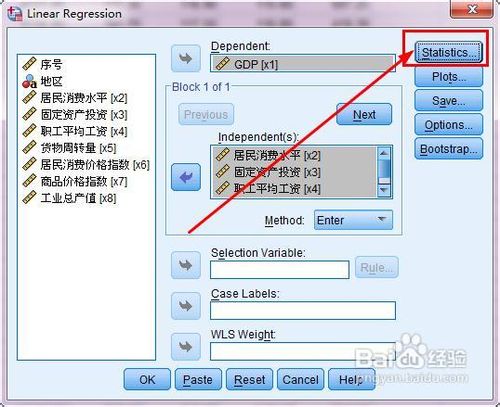 Linear Regression
序号
地区
居民消费水平 [x2]
固定资产投资 [x3]
职工平均工资 [x4]
货物周转量 [x5]
居民消费价格指数 [x6]
商品价格指数 [x7]
工业总产值 [x8]
Dependent:
GDP [x1]
Block 1 of 1
Previous
Next
Independent(s):
居民消费水平 [x2]
固定资产投资 [x3]
职工平均工资 [x4]
Method:
Enter
Selection Variable:
Rule...
Case Labels:
WLS Weight:
Statistics...
Plots...
Save...
Options...
Bootstrap...
OK
Paste
Reset
Cancel
Help
Baidu 经验
jingyan.baidu.com